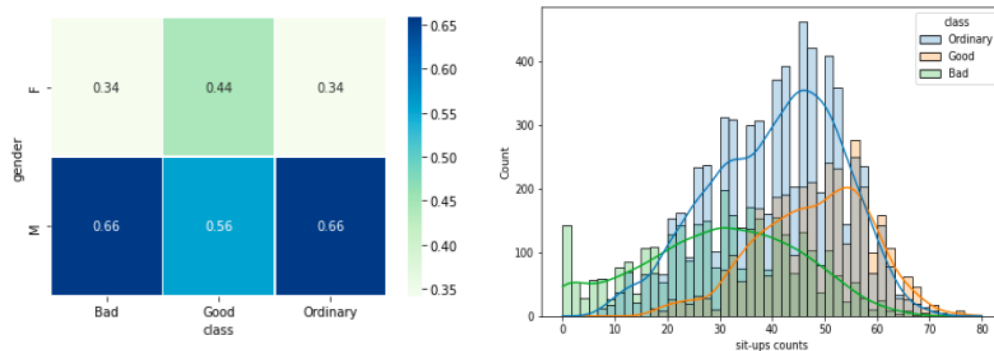 F
0.34 0.44 0.34
gender
M
0.66 0.56 0.66
Bad Good Ordinary
class
0.65
0.60
0.55
0.50
0.45
0.40
0.35
class
Ordinary
Good
Bad
Count
400
300
200
100
0
0 10 20 30 40 50 60 70 80
sit-ups counts